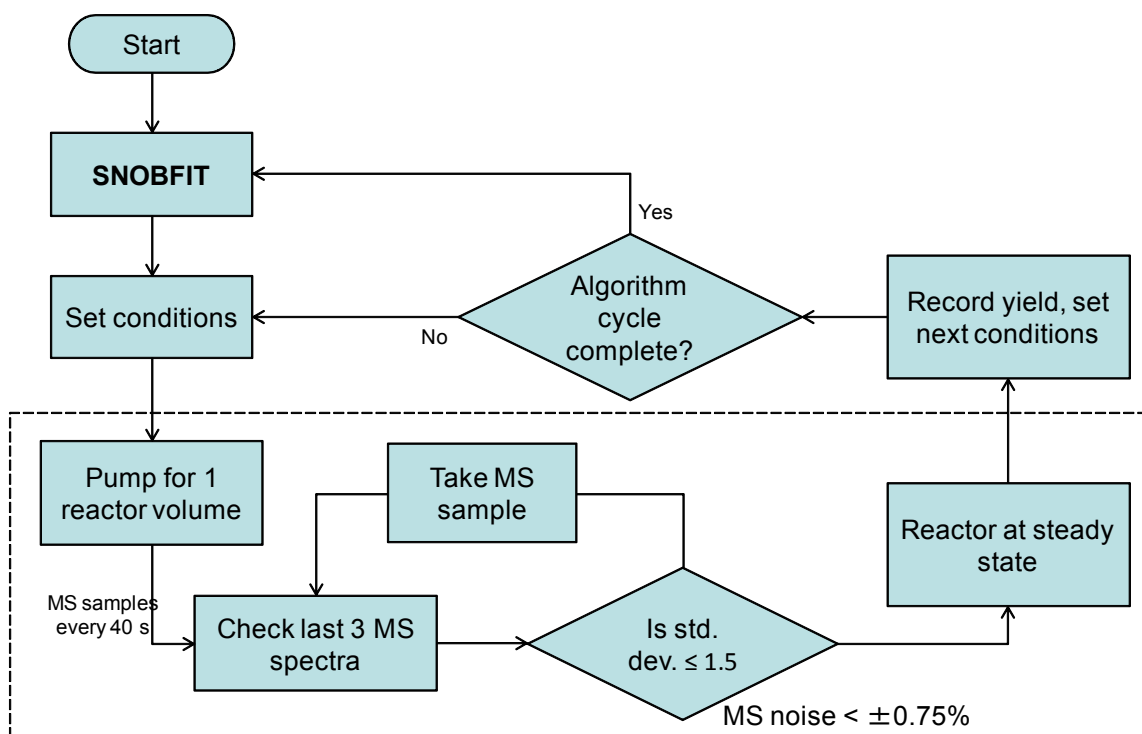 Start
SNOBFIT
Yes
Set conditions
No
Algorithm
cycle
complete?
Record yield, set
next conditions
Pump for 1
reactor volume
Take MS
sample
Reactor at steady
state
MS samples
every 40 s
Check last 3 MS
spectra
Is std.
dev. ≤ 1.5
MS noise < ±0.75%